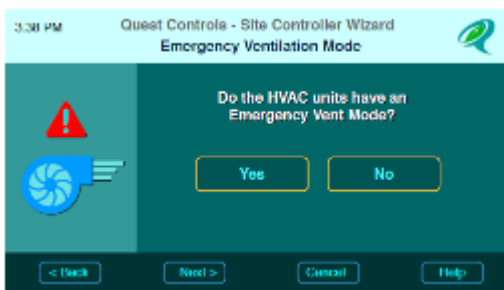 3:38 PM
Quest Controls - Site Controller Wizard
Emergency Ventilation Mode
Do the HVAC units have an
Emergency Vent Mode?
Yes
No
< Back
Next >
Cancel
Help